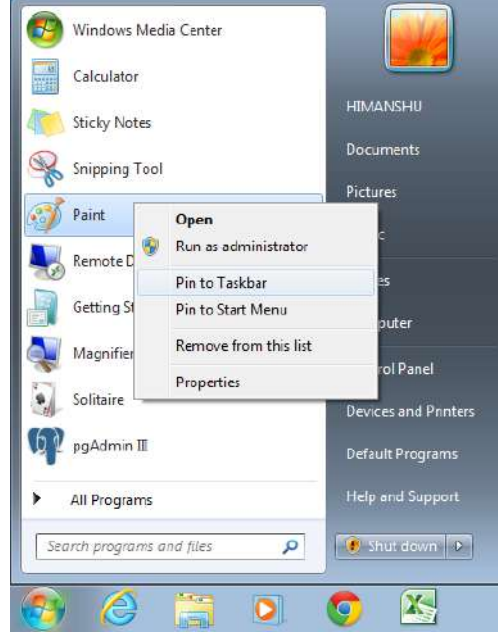 Windows Media Center
Calculator
Sticky Notes
Snipping Tool
Paint
Remote D
Getting St
Magnifier
Solitaire
pgAdmin III
All Programs
Search programs and files
Open
Run as administrator
Pin to Taskbar
Pin to Start Menu
Remove from this list
Properties
HIMANSHU
Documents
Pictures
c
es
puter
rol Panel
Devices and Printers
Default Programs
Help and Support
Shut down